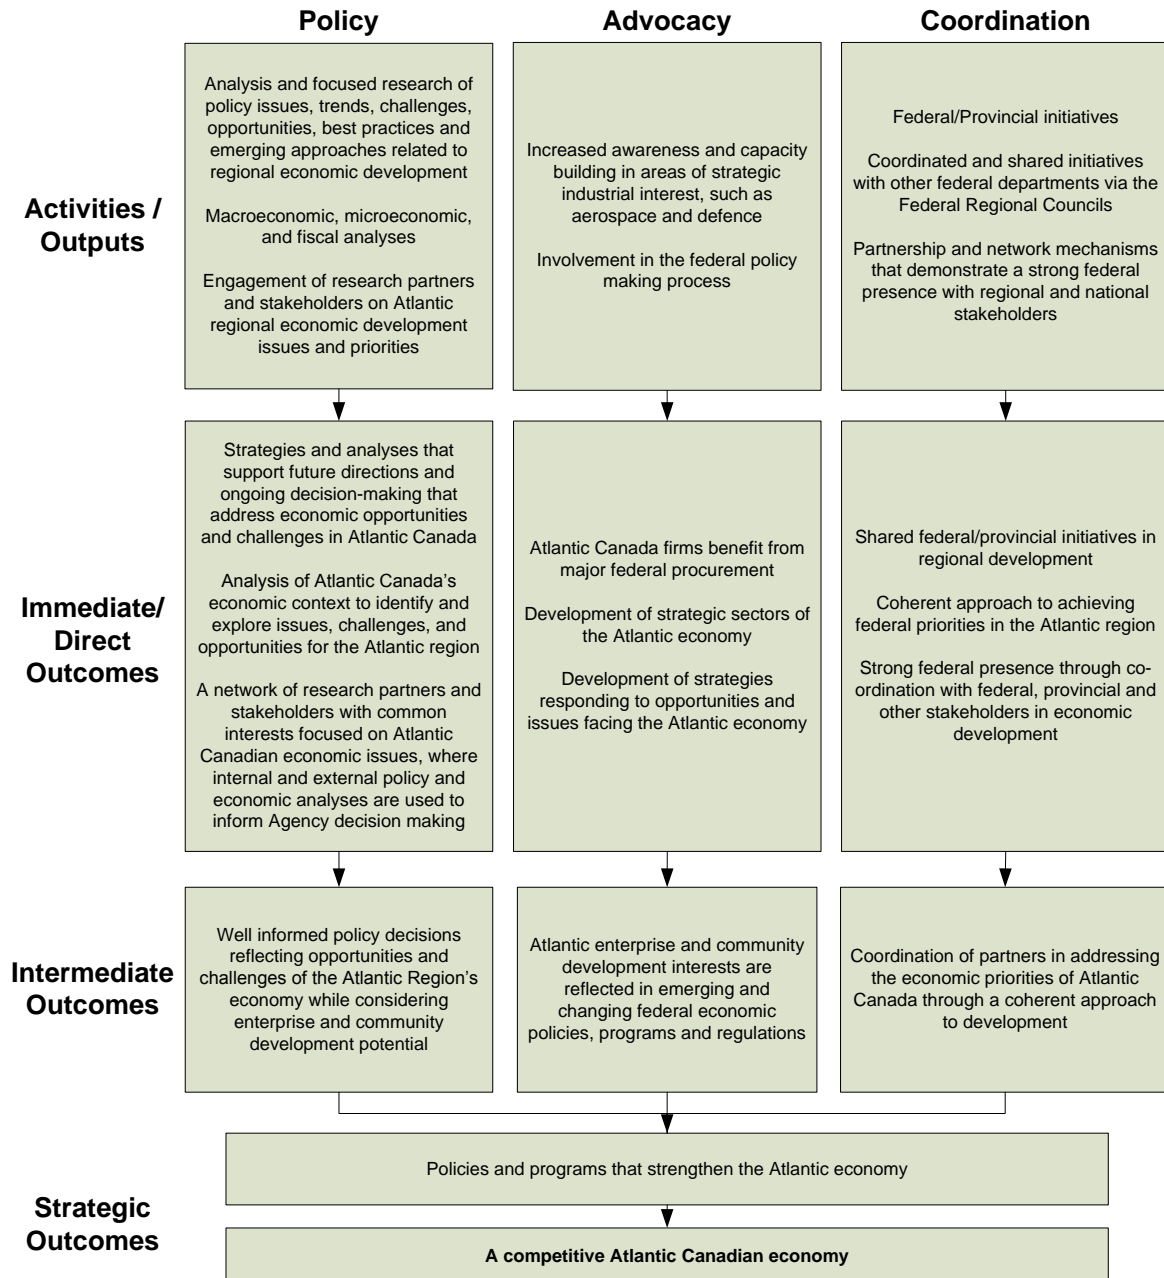 Policy
Advocacy
Coordination
Activities /
Outputs
Analysis and focused research of
policy issues, trends, challenges,
opportunities, best practices and
emerging approaches related to
regional economic development
Macroeconomic, microeconomic,
and fiscal analyses
Engagement of research partners
and stakeholders on Atlantic
regional economic development
issues and priorities
Increased awareness and capacity
building in areas of strategic
industrial interest, such as
aerospace and defence
Involvement in the federal policy
making process
Federal/Provincial initiatives
Coordinated and shared initiatives
with other federal departments via the
Federal Regional Councils
Partnership and network mechanisms
that demonstrate a strong federal
presence with regional and national
stakeholders
Immediate/
Direct
Outcomes
Strategies and analyses that
support future directions and
ongoing decision-making that
address economic opportunities
and challenges in Atlantic Canada
Analysis of Atlantic Canada's
economic context to identify and
explore issues, challenges, and
opportunities for the Atlantic region
A network of research partners and
stakeholders with common
interests focused on Atlantic
Canadian economic issues, where
internal and external policy and
economic analyses are used to
inform Agency decision making
Atlantic Canada firms benefit from
major federal procurement
Development of strategic sectors of
the Atlantic economy
Development of strategies
responding to opportunities and
issues facing the Atlantic economy
Shared federal/provincial initiatives in
regional development
Coherent approach to achieving
federal priorities in the Atlantic region
Strong federal presence through co-
ordination with federal, provincial and
other stakeholders in economic
development
Intermediate
Outcomes
Well informed policy decisions
reflecting opportunities and
challenges of the Atlantic Region's
economy while considering
enterprise and community
development potential
Atlantic enterprise and community
development interests are
reflected in emerging and
changing federal economic
policies, programs and regulations
Coordination of partners in addressing
the economic priorities of Atlantic
Canada through a coherent approach
to development
Strategic
Outcomes
Policies and programs that strengthen the Atlantic economy
A competitive Atlantic Canadian economy